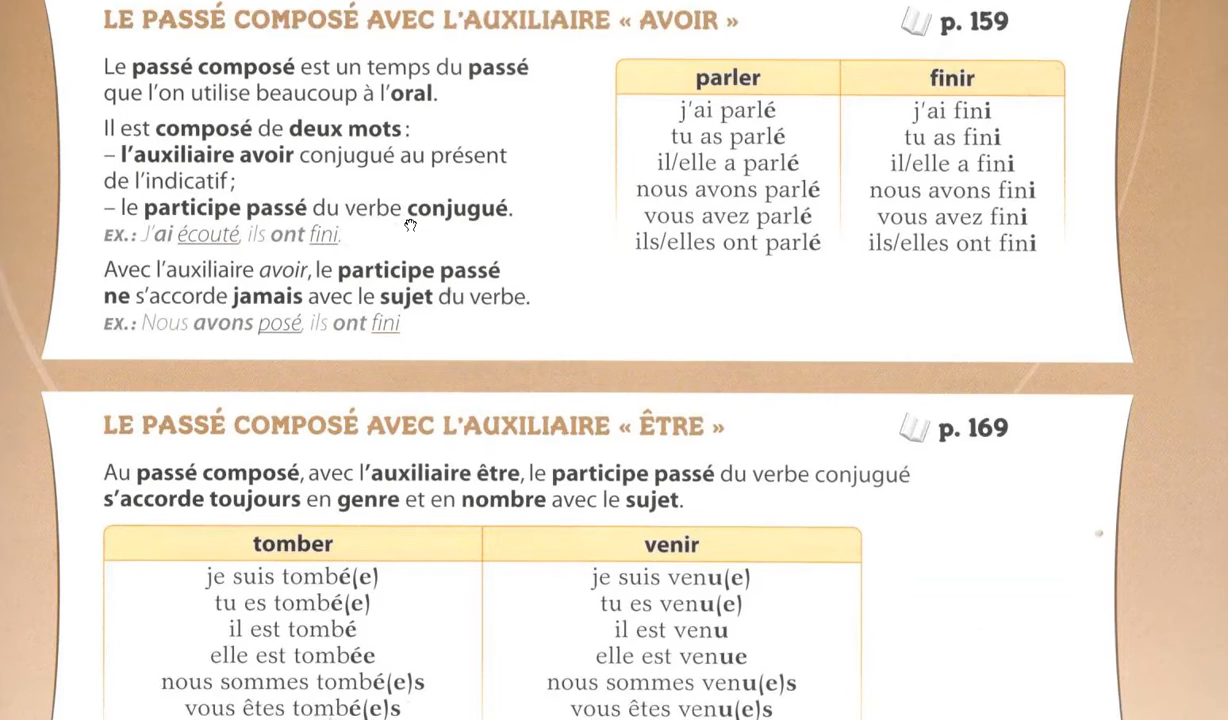 LE PASSÉ COMPOSÉ AVEC L'AUXILIAIRE « AVOIR »
p. 159
Le passé composé est un temps du passé
que l'on utilise beaucoup à l'oral.
Il est composé de deux mots :
– l'auxiliaire avoir conjugué au présent
de l'indicatif ;
– le participe passé du verbe conjugué.
EX. : J'ai écouté, ils ont fini.
Avec l'auxiliaire avoir, le participe passé
ne s'accorde jamais avec le sujet du verbe.
EX. : Nous avons posé, ils ont fini
parler finir
j'ai parlé j'ai fini
tu as parlé tu as fini
il/elle a parlé il/elle a fini
nous avons parlé nous avons fini
vous avez parlé vous avez fini
ils/elles ont parlé ils/elles ont fini
LE PASSÉ COMPOSÉ AVEC L'AUXILIAIRE « ÊTRE »
p. 169
Au passé composé, avec l'auxiliaire être, le participe passé du verbe conjugué
s'accorde toujours en genre et en nombre avec le sujet.
tomber venir
je suis tombé(e) je suis venu(e)
tu es tombé(e) tu es venu(e)
il est tombé il est venu
elle est tombée elle est venue
nous sommes tombé(e)s nous sommes venu(e)s
vous êtes tombé(e)s vous êtes venu(e)s